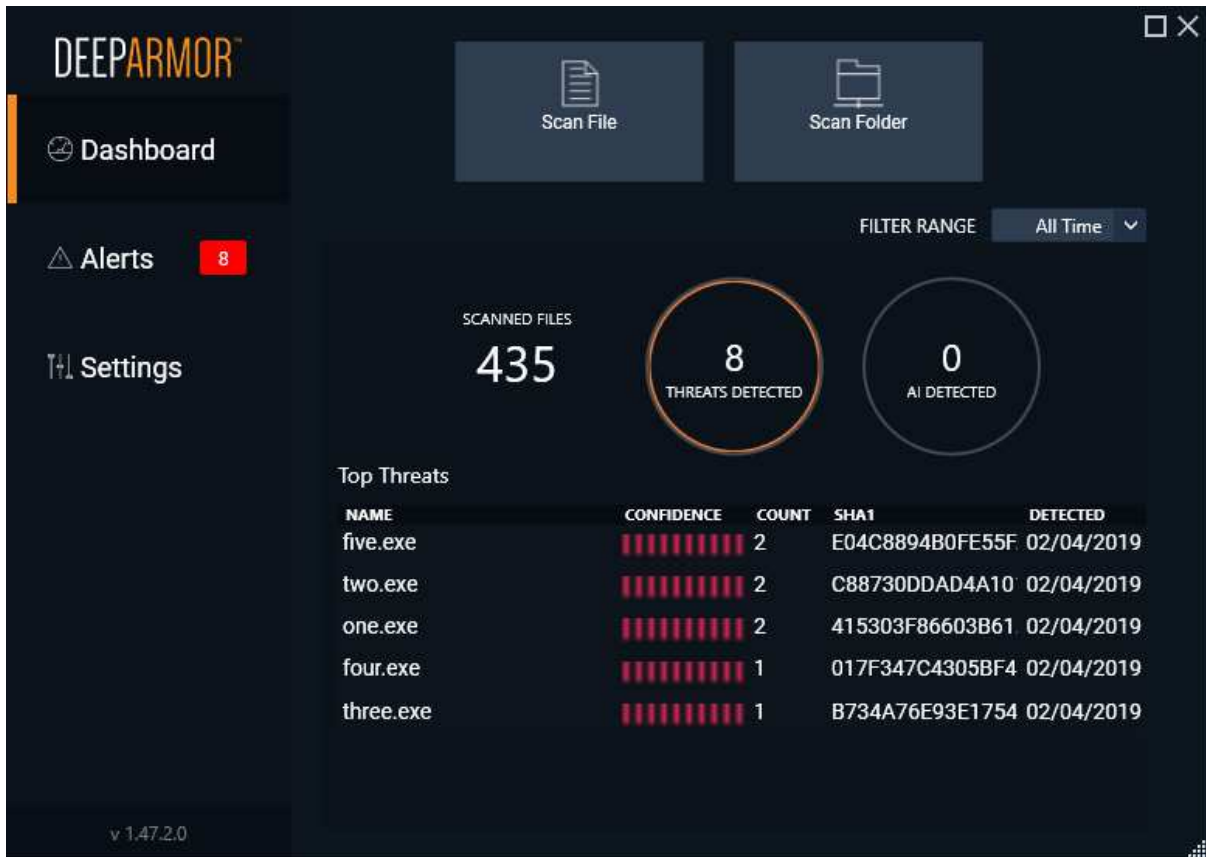 DEEPARMOR™
Dashboard
Alerts 8
Settings
v 1.47.2.0
Scan File
Scan Folder
FILTER RANGE All Time
SCANNED FILES
435
8
THREATS DETECTED
0
AI DETECTED
Top Threats
NAME CONFIDENCE COUNT SHA1 DETECTED
five.exe 2 E04C8894B0FE55F 02/04/2019
two.exe 2 C88730DDAD4A10 02/04/2019
one.exe 2 415303F86603B61 02/04/2019
four.exe 1 017F347C4305BF4 02/04/2019
three.exe 1 B734A76E93E1754 02/04/2019